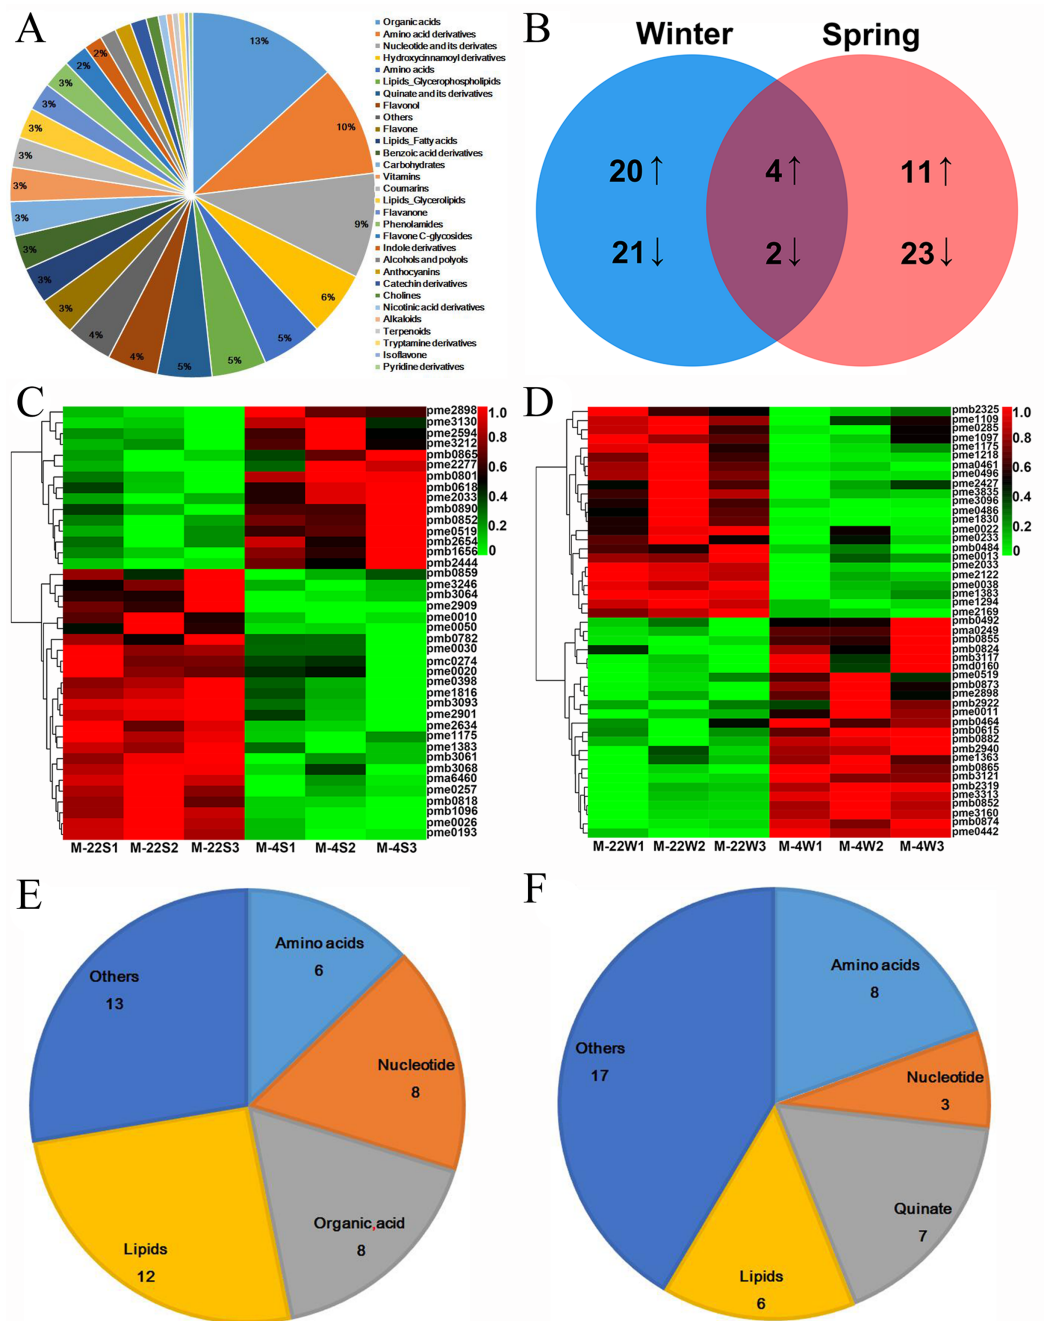 A
13%
10%
9%
6%
5%
5%
5%
4%
4%
3%
3%
3%
3%
3%
3%
3%
3%
3%
2%
2%
Organic acids
Amino acid derivatives
Nucleotide and its derivates
Hydroxycinnamoyl derivatives
Amino acids
Lipids_Glycerophospholipids
Quinate and its derivatives
Flavonol
Others
Flavone
Lipids_Fatty acids
Benzoic acid derivatives
Carbohydrates
Vitamins
Coumarins
Lipids_Glycerolipids
Flavanone
Phenolamides
Flavone C-glycosides
Indole derivatives
Alcohols and polyols
Anthocyanins
Catechin derivatives
Cholines
Nicotinic acid derivatives
Alkaloids
Terpenoids
Tryptamine derivatives
Isoflavone
Pyridine derivatives
B
Winter Spring
20↑ 4↑ 11↑
21↓ 2↓ 23↓
C
pme2898
pme3130
pme2594
pme3212
pmb0865
pme2277
pmb0801
pmb0618
pme2033
pmb0890
pmb0852
pme0519
pmb2654
pmb1656
pmb2444
pmb0859
pme3246
pmb3064
pme2909
pme0010
pme0050
pmb0782
pme0030
pmc0274
pme0020
pme0398
pme1816
pmb3093
pme2901
pme2634
pme1175
pme1383
pmb3061
pmb3068
pma6460
pme0257
pmb0818
pmb1096
pme0026
pme0193
1.0
0.8
0.6
0.4
0.2
0
M-22S1 M-22S2 M-22S3 M-4S1 M-4S2 M-4S3
D
pmb2325
pme1109
pme0285
pme1097
pme1175
pme1218
pma0461
pme0496
pme2427
pme3835
pme3096
pme0486
pme1830
pme0022
pme0233
pmb0484
pme0013
pme2033
pme2122
pme0038
pme1383
pme1294
pme2169
pmb0492
pma0249
pmb0855
pmb0824
pmb3117
pmd0160
pme0519
pmb0873
pme2898
pmb2922
pme0011
pmb0464
pmb0615
pmb0882
pmb2940
pme1363
pmb0865
pmb3121
pmb2319
pme3313
pmb0852
pme3160
pmb0874
pme0442
1.0
0.8
0.6
0.4
0.2
0
M-22W1 M-22W2 M-22W3 M-4W1 M-4W2 M-4W3
E
Amino acids
6
Nucleotide
8
Organic,acid
8
Lipids
12
Others
13
F
Amino acids
8
Nucleotide
3
Quinate
7
Lipids
6
Others
17